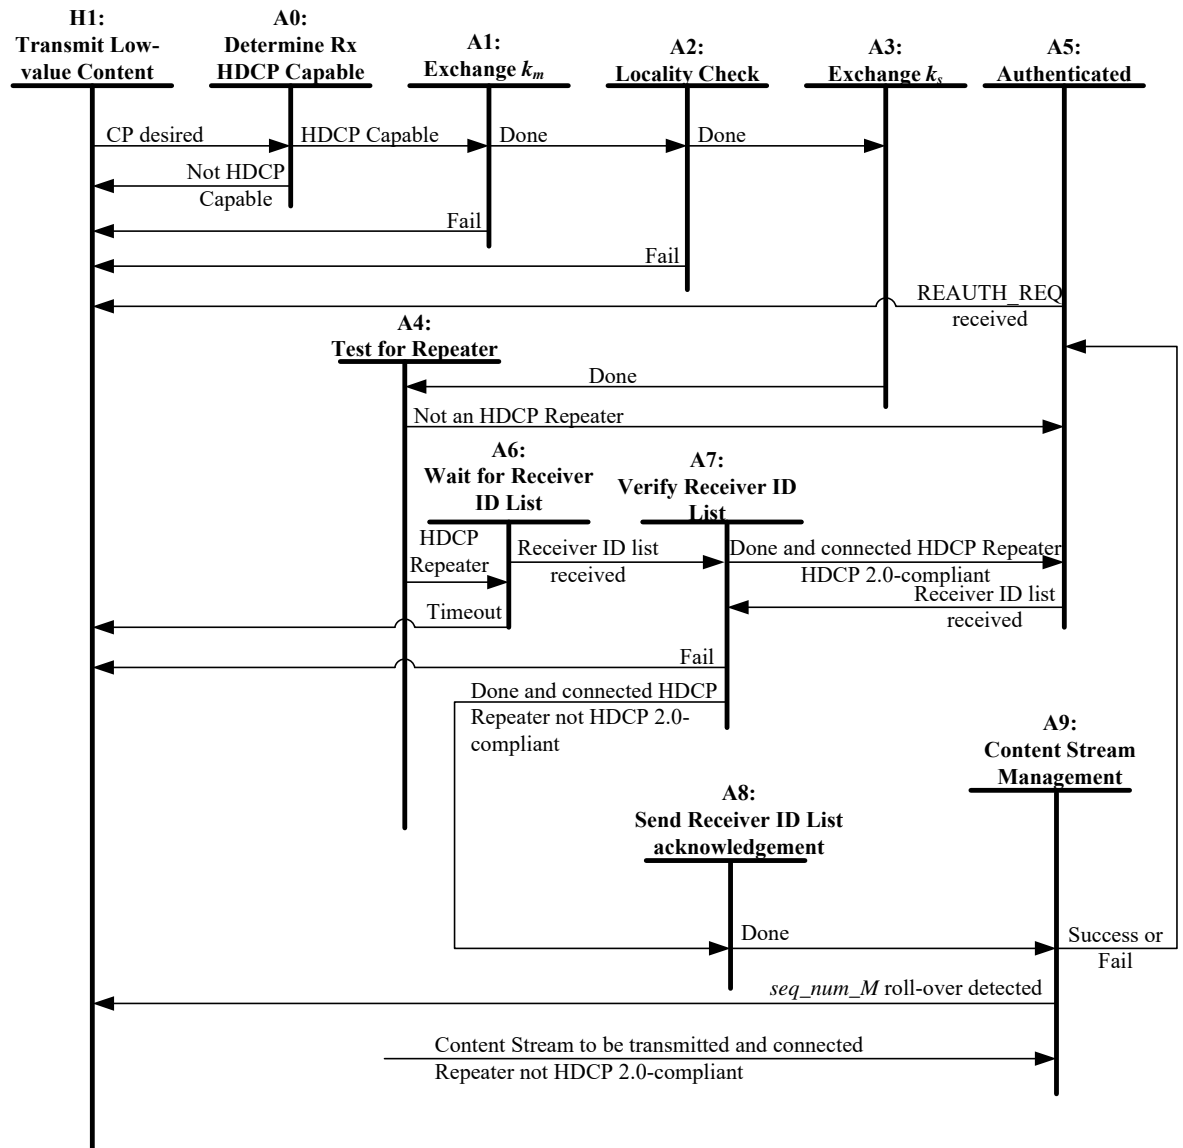 H1:
Transmit Low-
value Content
A0:
Determine Rx
HDCP Capable
A1:
Exchange k_m
A2:
Locality Check
A3:
Exchange k_s
A5:
Authenticated
CP desired
HDCP Capable
Done
Done
Not HDCP
Capable
Fail
Fail
REAUTH_REQ
received
A4:
Test for Repeater
Done
Not an HDCP Repeater
A6:
Wait for Receiver
ID List
A7:
Verify Receiver ID
List
HDCP
Repeater
Receiver ID list
received
Done and connected HDCP Repeater
HDCP 2.0-compliant
Receiver ID list
received
Timeout
Fail
Done and connected HDCP
Repeater not HDCP 2.0-
compliant
A9:
Content Stream
Management
A8:
Send Receiver ID List
acknowledgement
Done
Success or
Fail
seq_num_M roll-over detected
Content Stream to be transmitted and connected
Repeater not HDCP 2.0-compliant